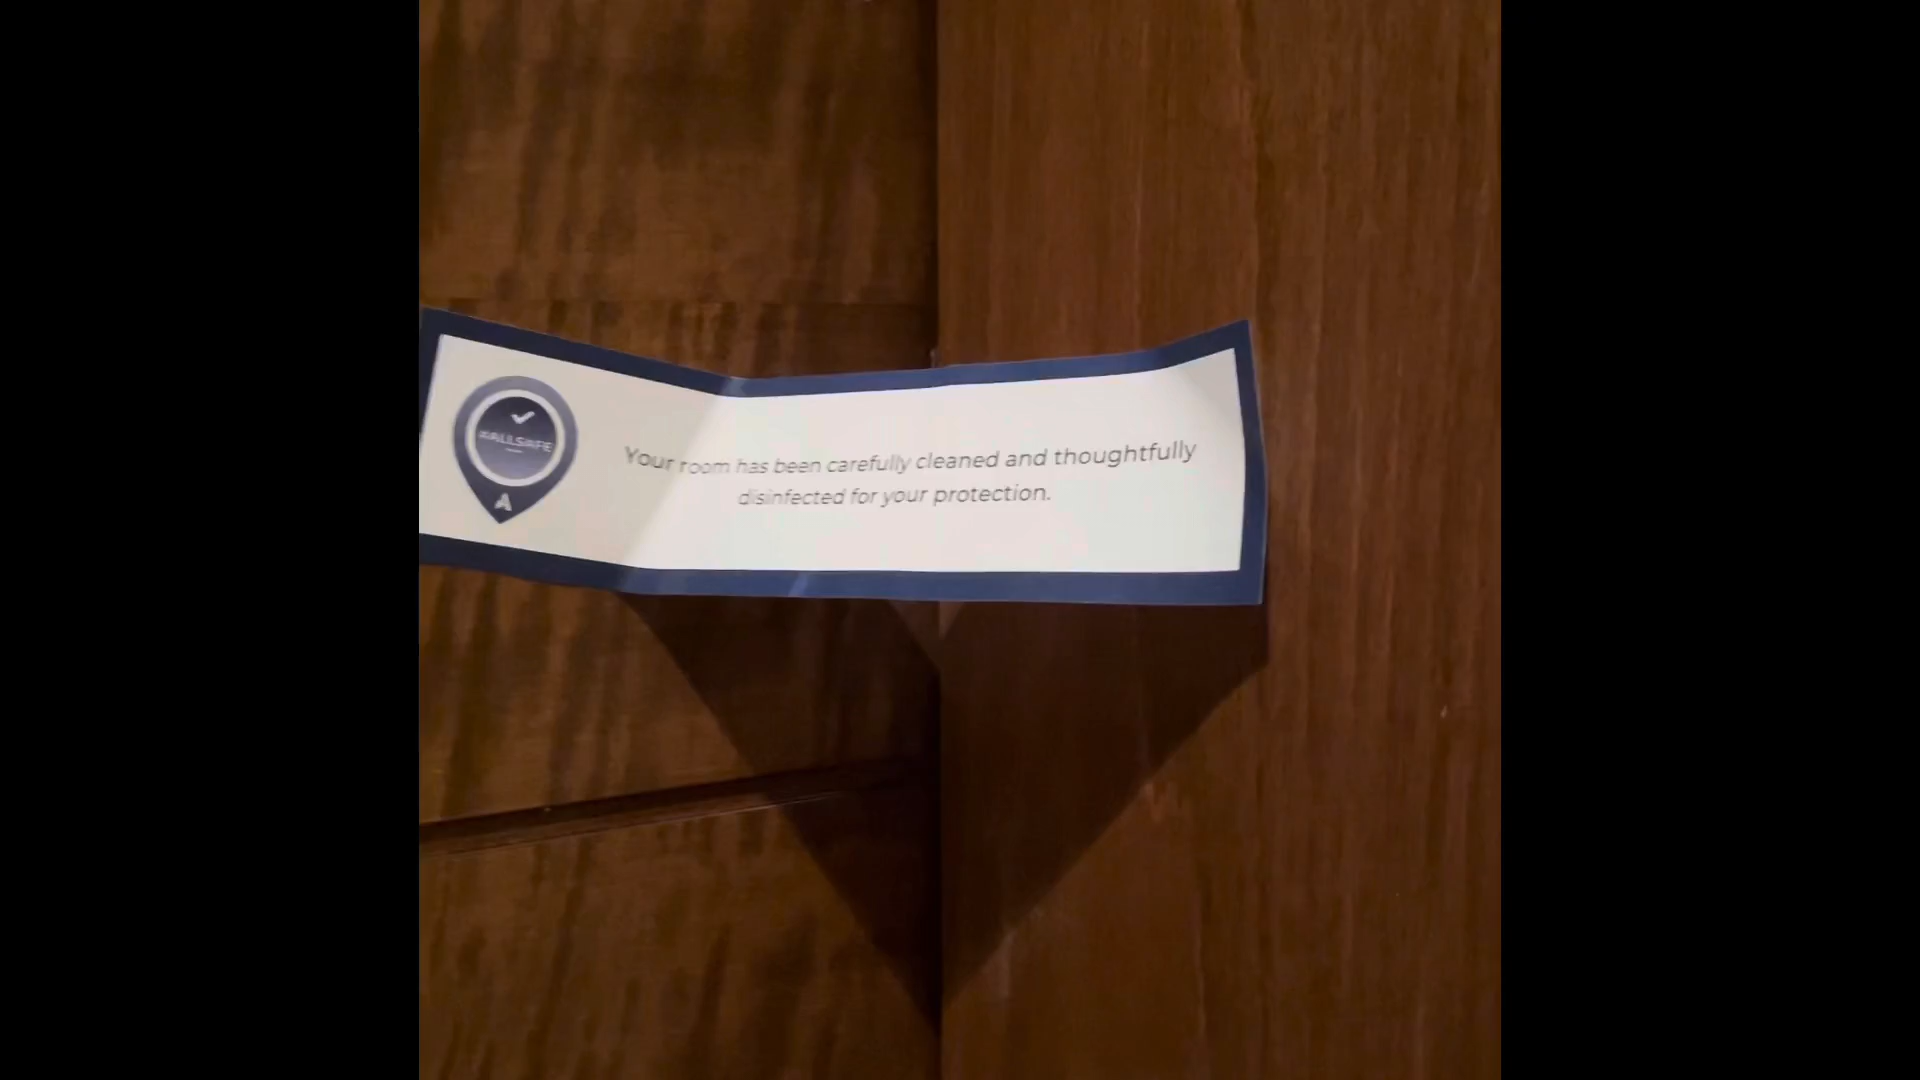 #ALLSAFE
A
Your room has been carefully cleaned and thoughtfully
disinfected for your protection.